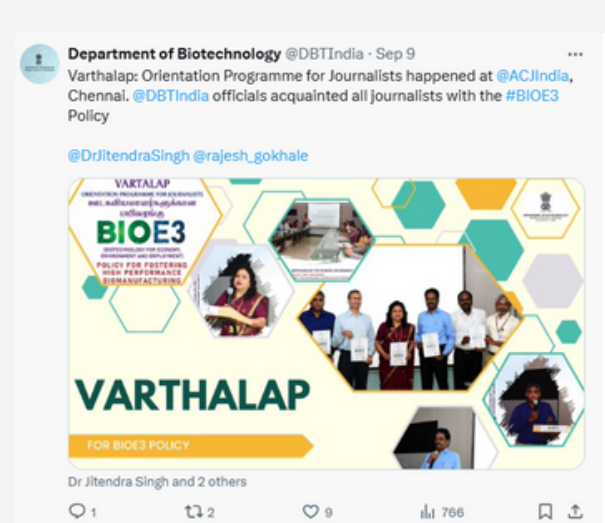 Department of Biotechnology @DBTIndia · Sep 9
Varthalap: Orientation Programme for Journalists happened at @ACJIndia,
Chennai. @DBTIndia officials acquainted all journalists with the #BIOE3
Policy
@DrJitendraSingh @rajesh_gokhale
VARTALAP
ORIENTATION PROGRAMME FOR JOURNALISTS
BIOE3
(BIOTECHNOLOGY FOR ECONOMY,
ENVIRONMENT AND EMPLOYMENT)
POLICY FOR FOSTERING
HIGH PERFORMANCE
BIOMANUFACTURING
VARTHALAP
FOR BIOE3 POLICY
Dr Jitendra Singh and 2 others
1 2 9 766